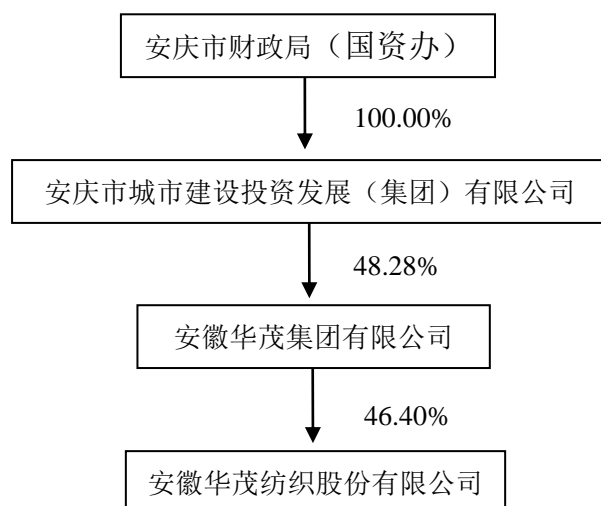 安庆市财政局（国资办）
100.00%
安庆市城市建设投资发展（集团）有限公司
48.28%
安徽华茂集团有限公司
46.40%
安徽华茂纺织股份有限公司